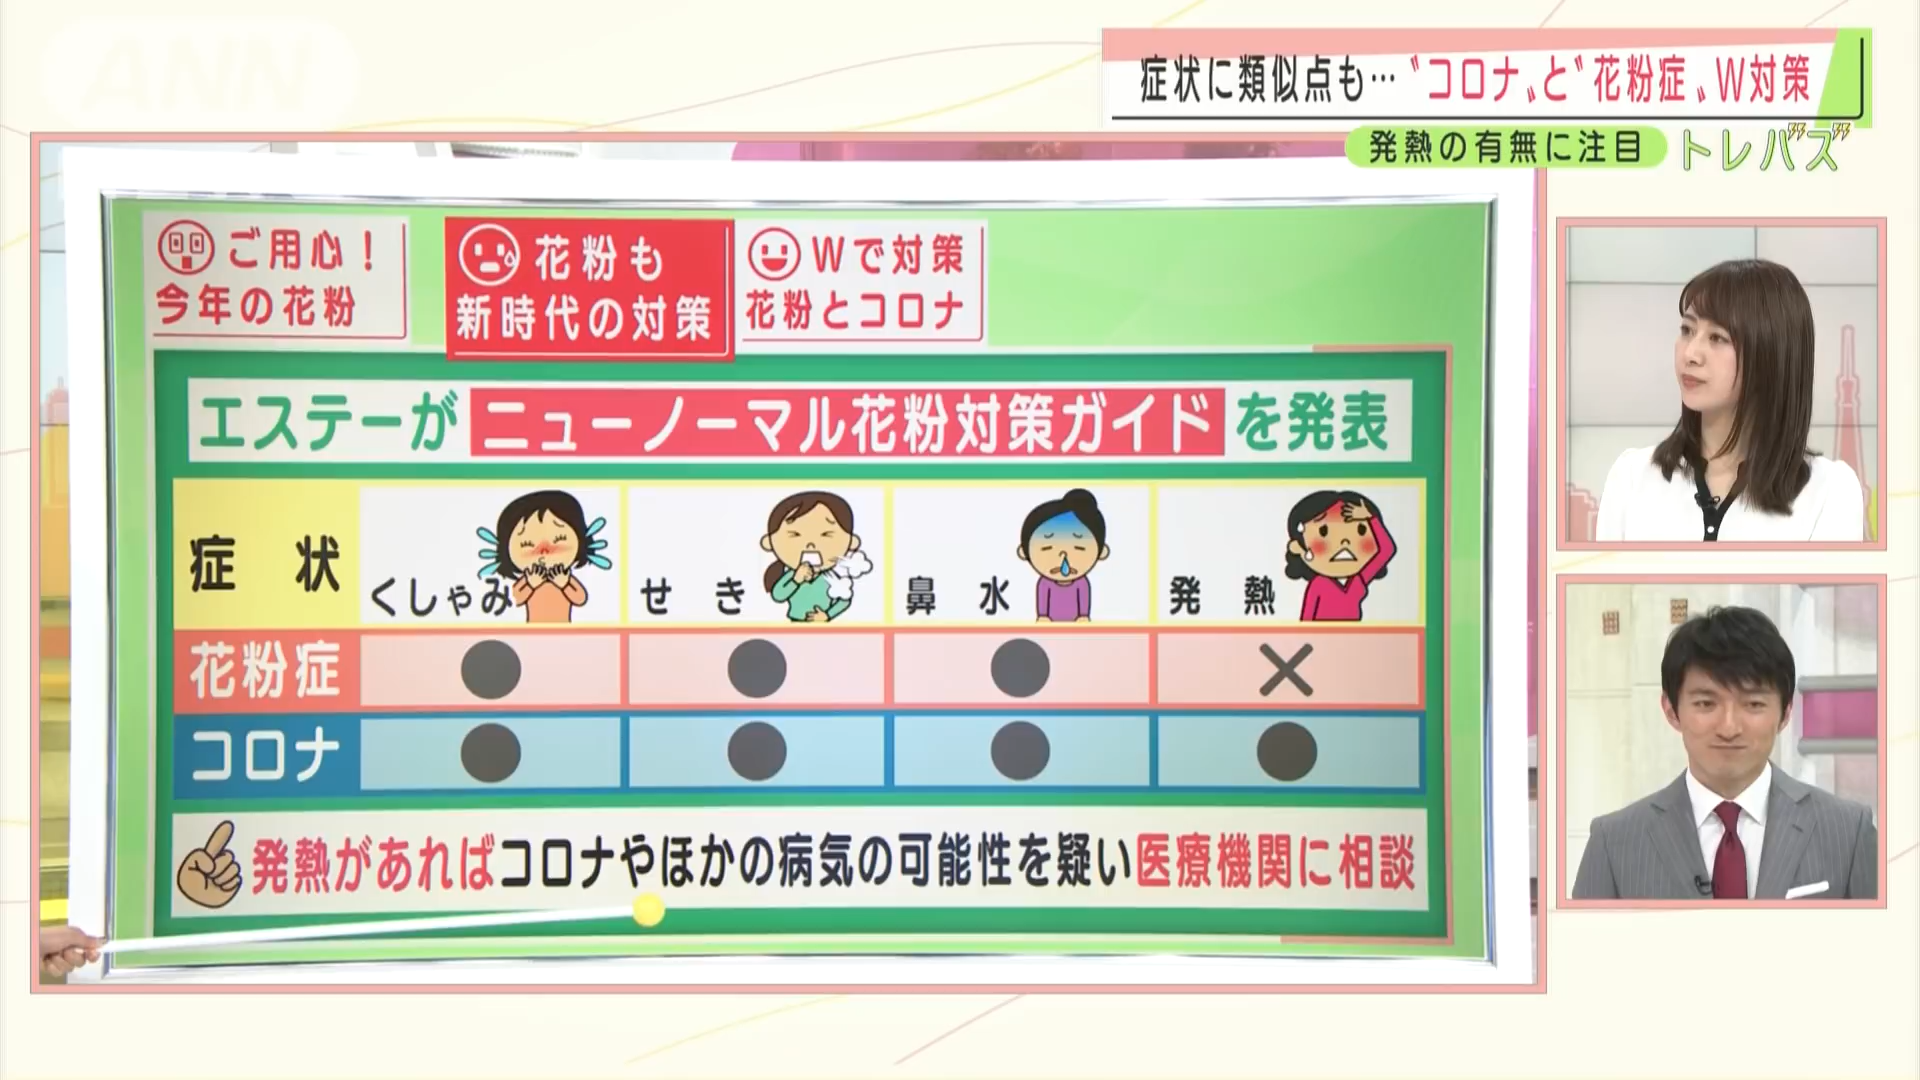 ANN
症状に類似点も…〝コロナ〟と〝花粉症〟W対策
発熱の有無に注目
トレバズ
ご用心！
今年の花粉
花粉も
新時代の対策
Wで対策
花粉とコロナ
エステーが ニューノーマル花粉対策ガイド を発表
症 状
くしゃみ
せ き
鼻 水
発 熱
花粉症 ● ● ● ×
コロナ ● ● ● ●
発熱があればコロナやほかの病気の可能性を疑い医療機関に相談